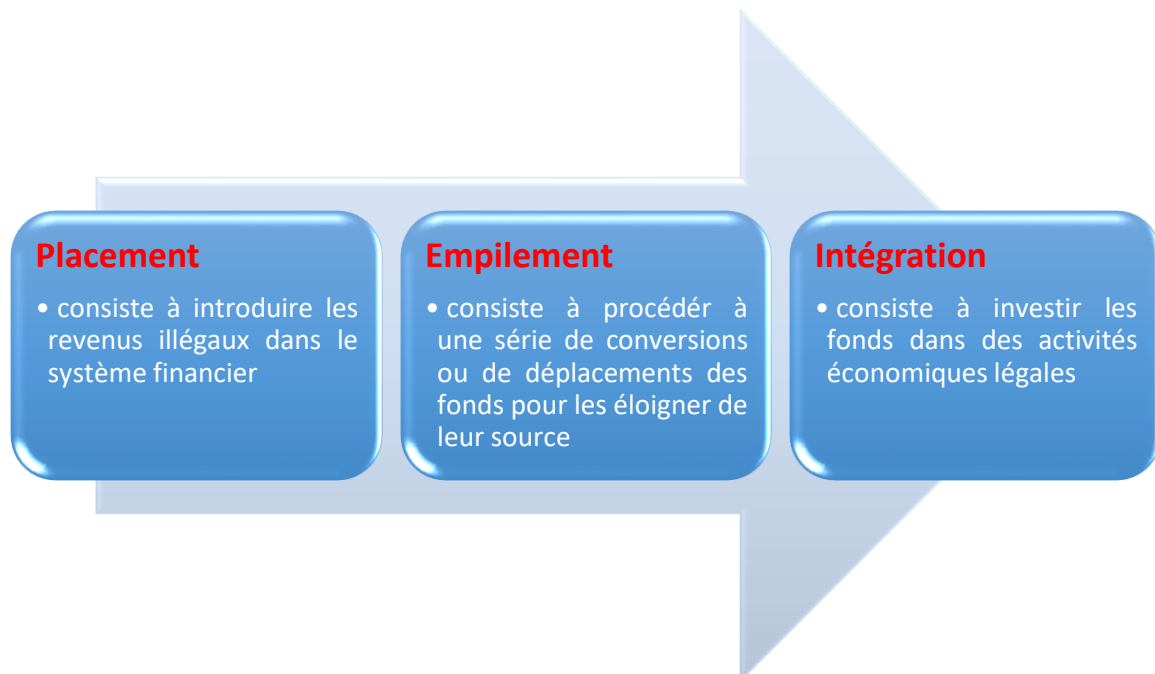 Placement
• consiste à introduire les
revenus illégaux dans le
système financier
Empilement
• consiste à procédér à
une série de conversions
ou de déplacements des
fonds pour les éloigner de
leur source
Intégration
• consiste à investir les
fonds dans des activités
économiques légales